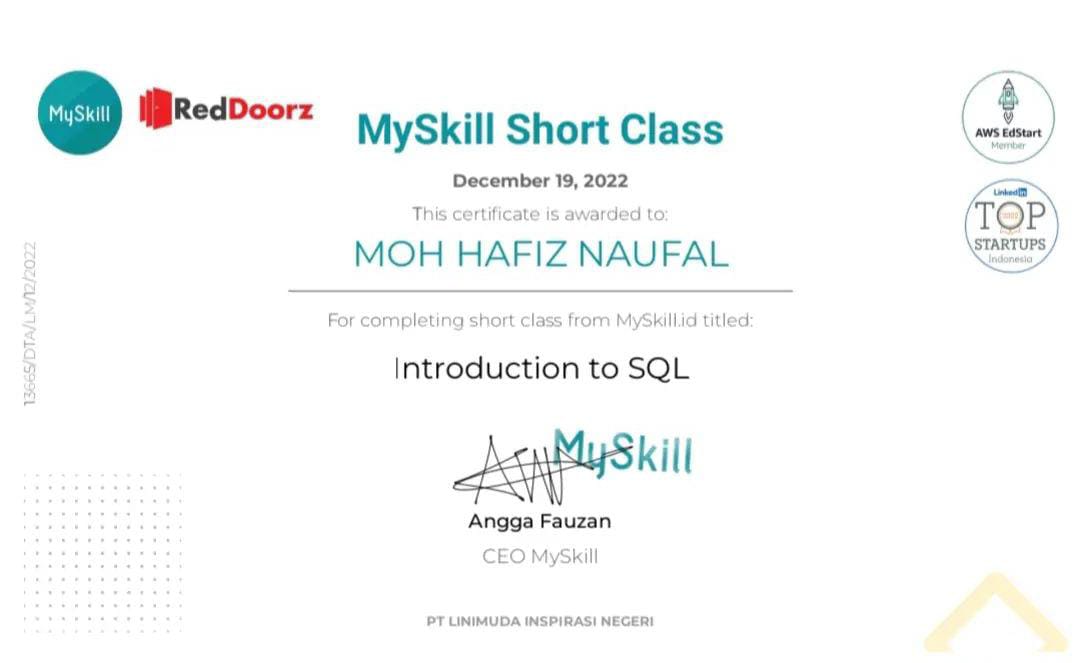 MySkill
RedDoorz
MySkill Short Class
December 19, 2022
This certificate is awarded to:
MOH HAFIZ NAUFAL
For completing short class from MySkill.id titled:
Introduction to SQL
MySkill
Angga Fauzan
CEO MySkill
PT LINIMUDA INSPIRASI NEGERI
13665/DTA/LM/12/2022
AWS EdStart
Member
Linked in
TOP
STARTUPS
Indonesia